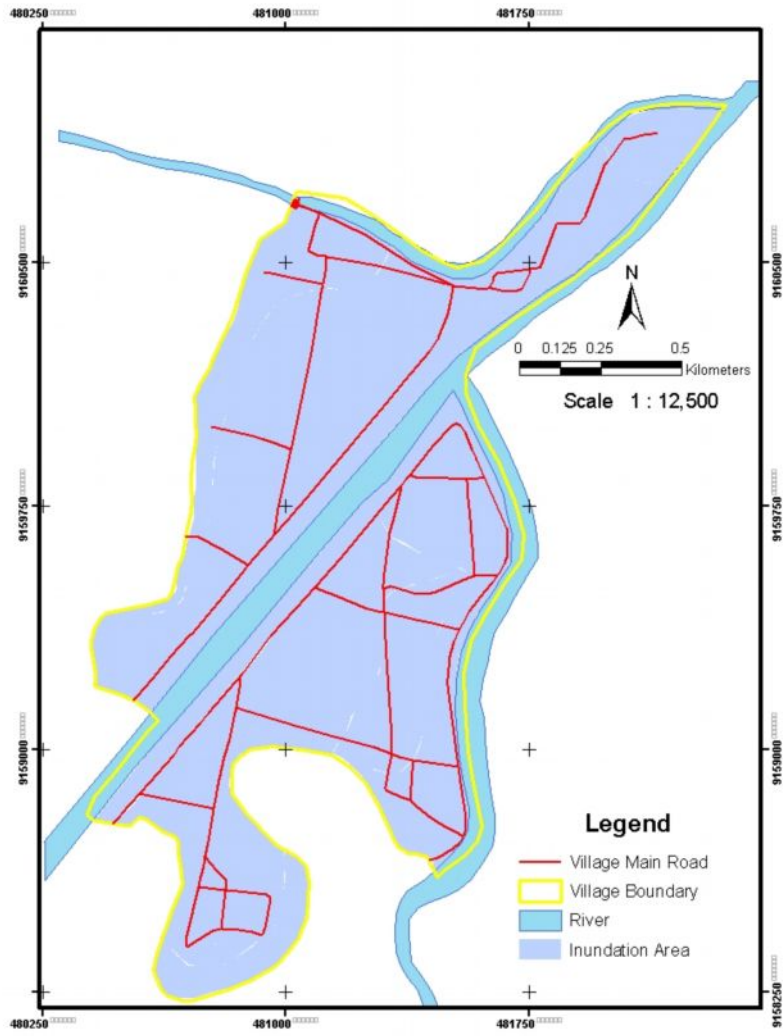 480250 481000 481750
9160500 9160500
N
0 0.125 0.25 0.5
Kilometers
Scale 1 : 12,500
9159750 9159750
9159000 9159000
Legend
Village Main Road
Village Boundary
River
Inundation Area
9158250 9158250
480250 481000 481750